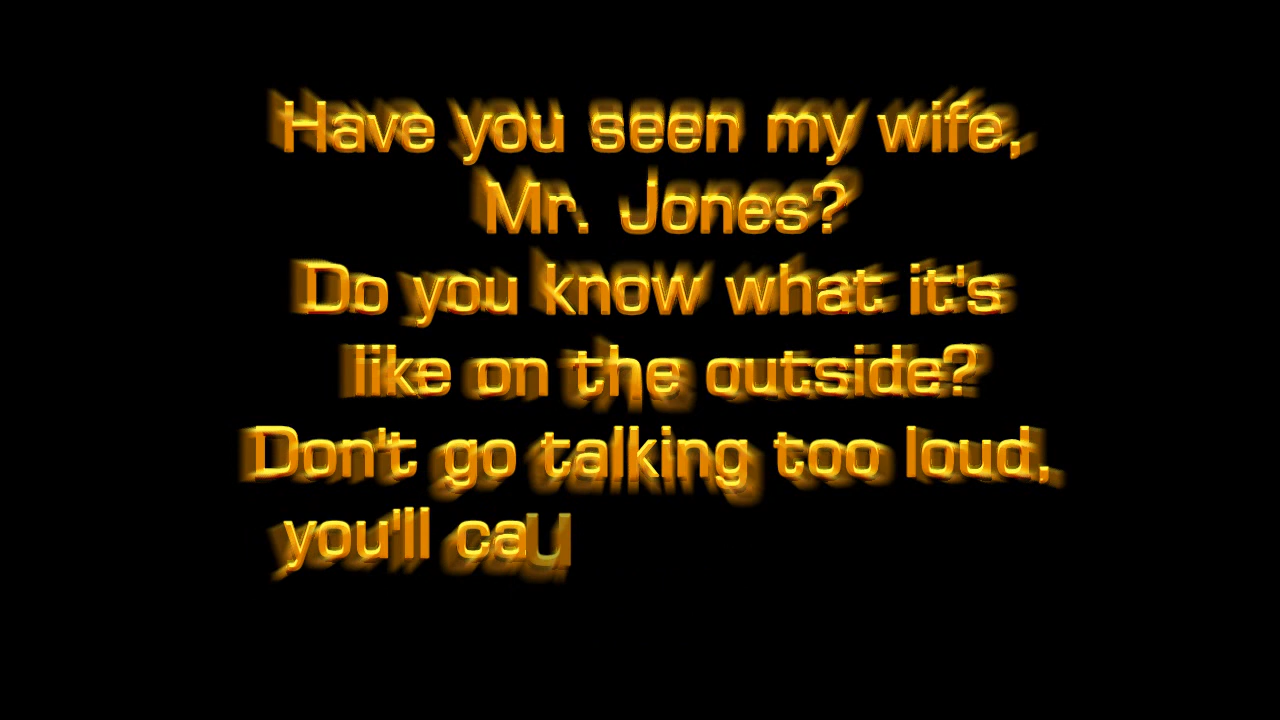 Have you seen my wife,
Mr. Jones?
Do you know what it's
like on the outside?
Don't go talking too loud,
you'll cau